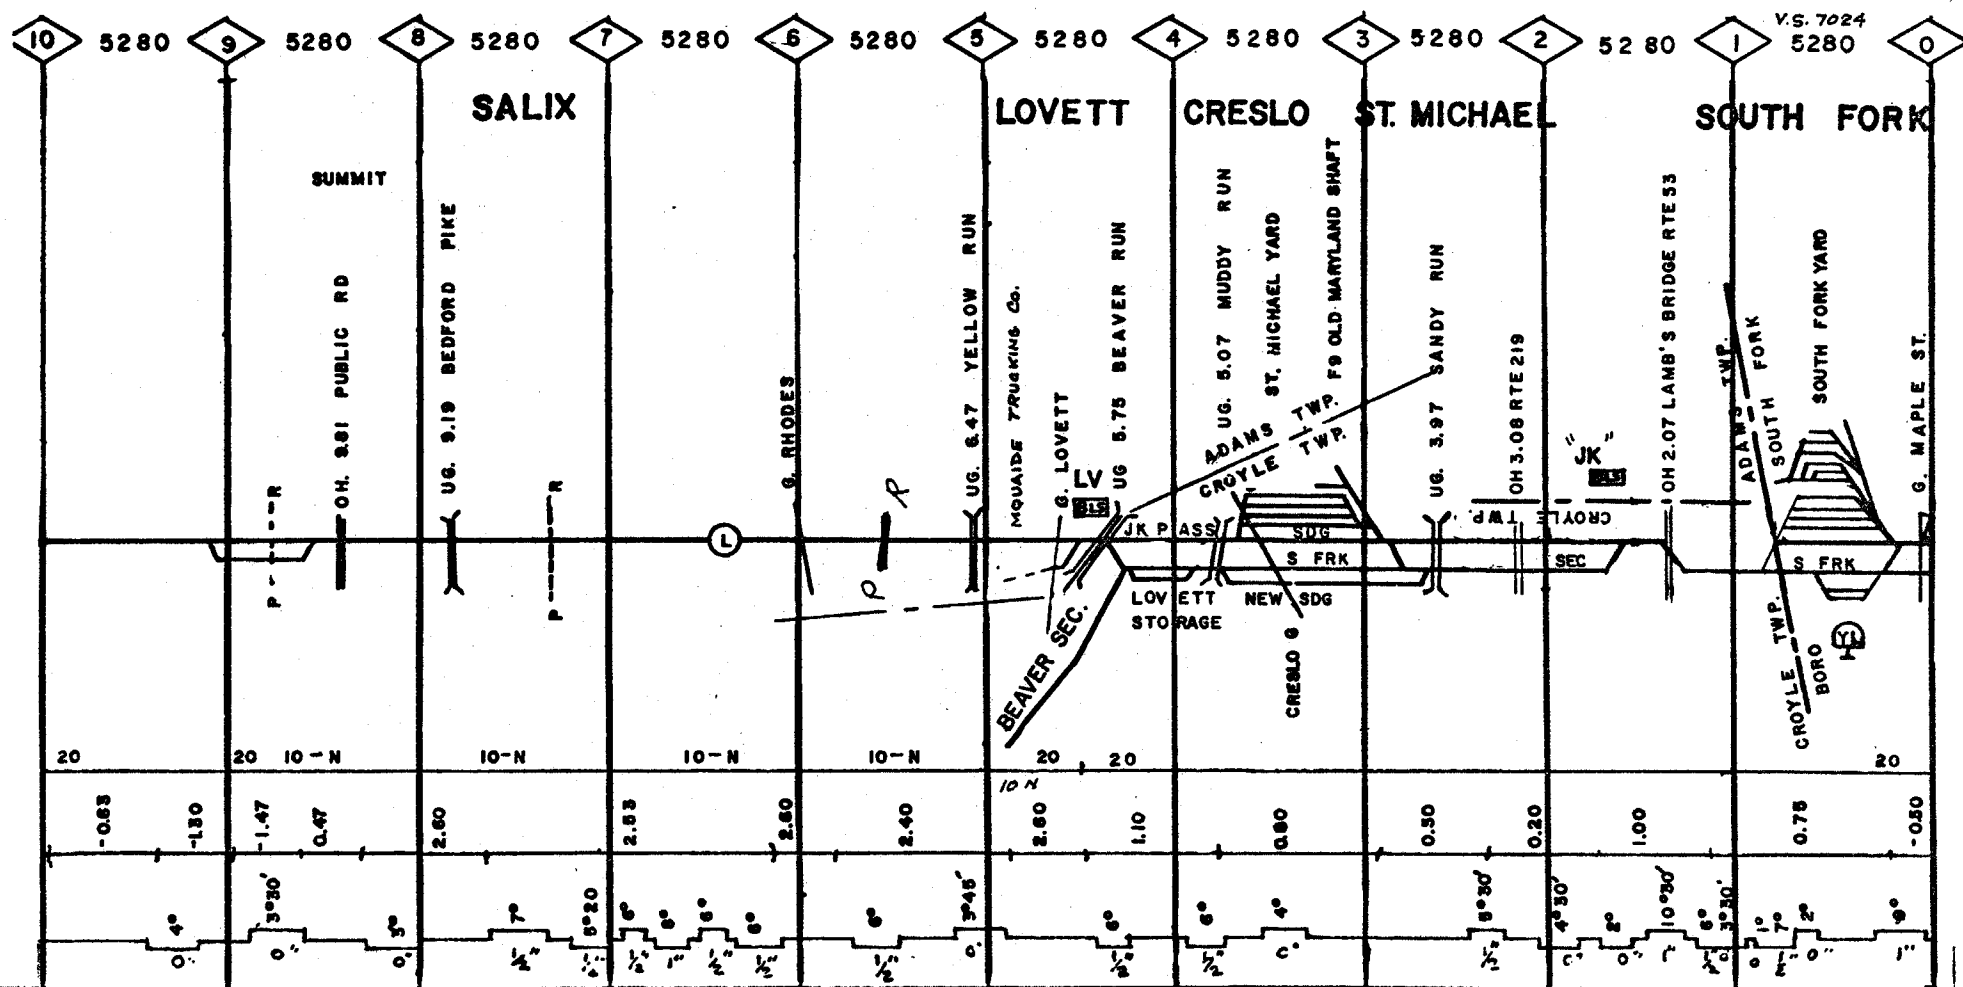 V.S. 7024
10 5280 9 5280 8 5280 7 5280 6 5280 5 5280 4 5280 3 5280 2 5280 1 5280 0
SALIX LOVETT CRESLO ST. MICHAEL SOUTH FORK
SUMMIT
OH. 9.81 PUBLIC RD
UG. 9.19 BEDFORD PIKE
G. RHODES
UG. 6.47 YELLOW RUN
MCQUAIDE TRUCKING Co.
G. LOVETT
UG 5.75 BEAVER RUN
UG. 5.07 MUDDY RUN
ST. MICHAEL YARD
F9 OLD MARYLAND SHAFT
UG. 3.97 SANDY RUN
OH 3.08 RTE 219
OH 2.07 LAMB'S BRIDGE RTE 53
ADAMS TWP.
SOUTH FORK
SOUTH FORK YARD
G. MAPLE ST.
ADAMS TWP.
CROYLE TWP.
"JK"
LV
BLS
R
R
R
CROYLE TWP.
L
JK PASS
SDG
S FRK
SEC
S FRK
P
P
P
LOVETT
STORAGE
NEW SDG
BEAVER SEC.
CRESLO G
YL
CROYLE TWP.
BORO
20 20 10-N 10-N 10-N 10-N 20 20 20
10 N
-0.63 -1.30 -1.47 0.47 2.60 2.53 2.60 2.40 2.60 1.10 0.80 0.30 0.20 1.00 0.75 -0.50
4° 3°30' 3° 7° 5°20 6° 8° 6° 6° 6° 3°45' 6° 6° 4° 5°30' 4°30' 2° 10°30' 6° 3°30' 1° 7° 2° 9°
0" 0" 0" 1/2" 1/2" 1/2" 1" 1/2" 1/2" 1/2" 1/2" 1/2" 0" 0" 1"